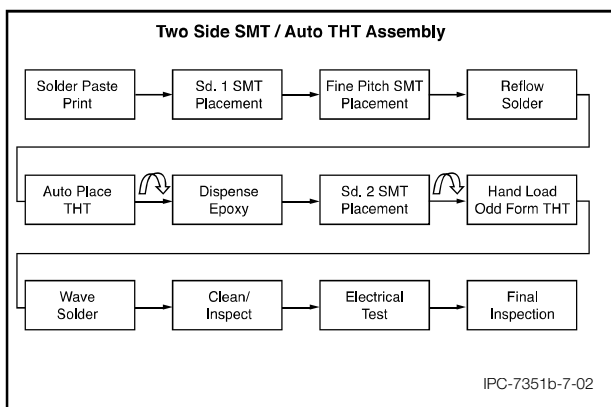 Two Side SMT / Auto THT Assembly
Solder Paste
Print
Sd. 1 SMT
Placement
Fine Pitch SMT
Placement
Reflow
Solder
Auto Place
THT
Dispense
Epoxy
Sd. 2 SMT
Placement
Hand Load
Odd Form THT
Wave
Solder
Clean/
Inspect
Electrical
Test
Final
Inspection
IPC-7351b-7-02